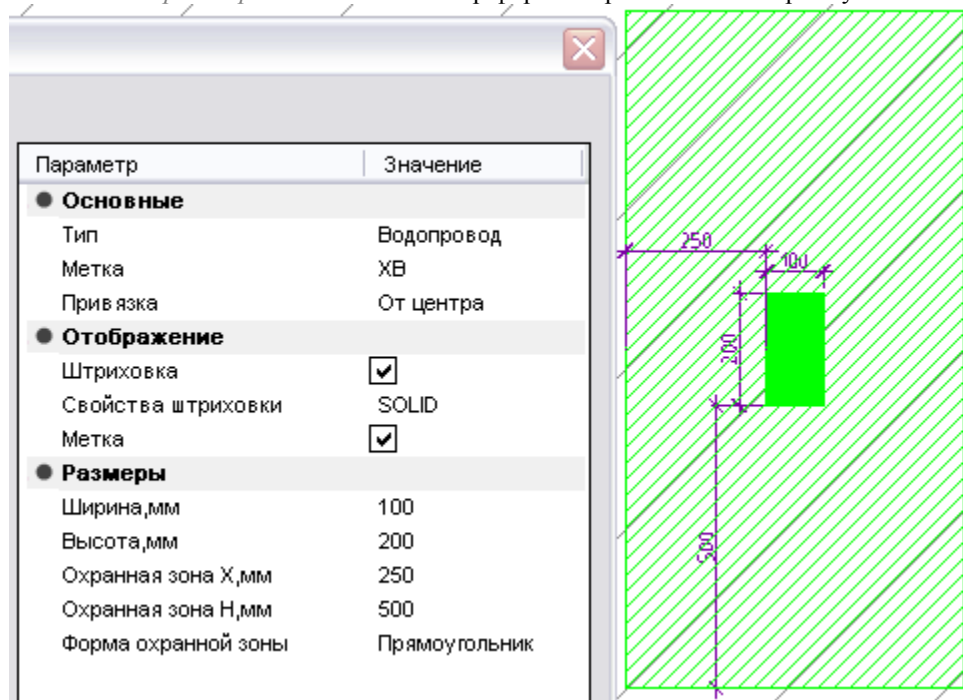 Параметр Значение
Основные
Тип Водопровод
Метка ХВ
Привязка От центра
Отображение
Штриховка
Свойства штриховки SOLID
Метка
Размеры
Ширина,мм 100
Высота,мм 200
Охранная зона X,мм 250
Охранная зона H,мм 500
Форма охранной зоны Прямоугольник
250
100
200
500